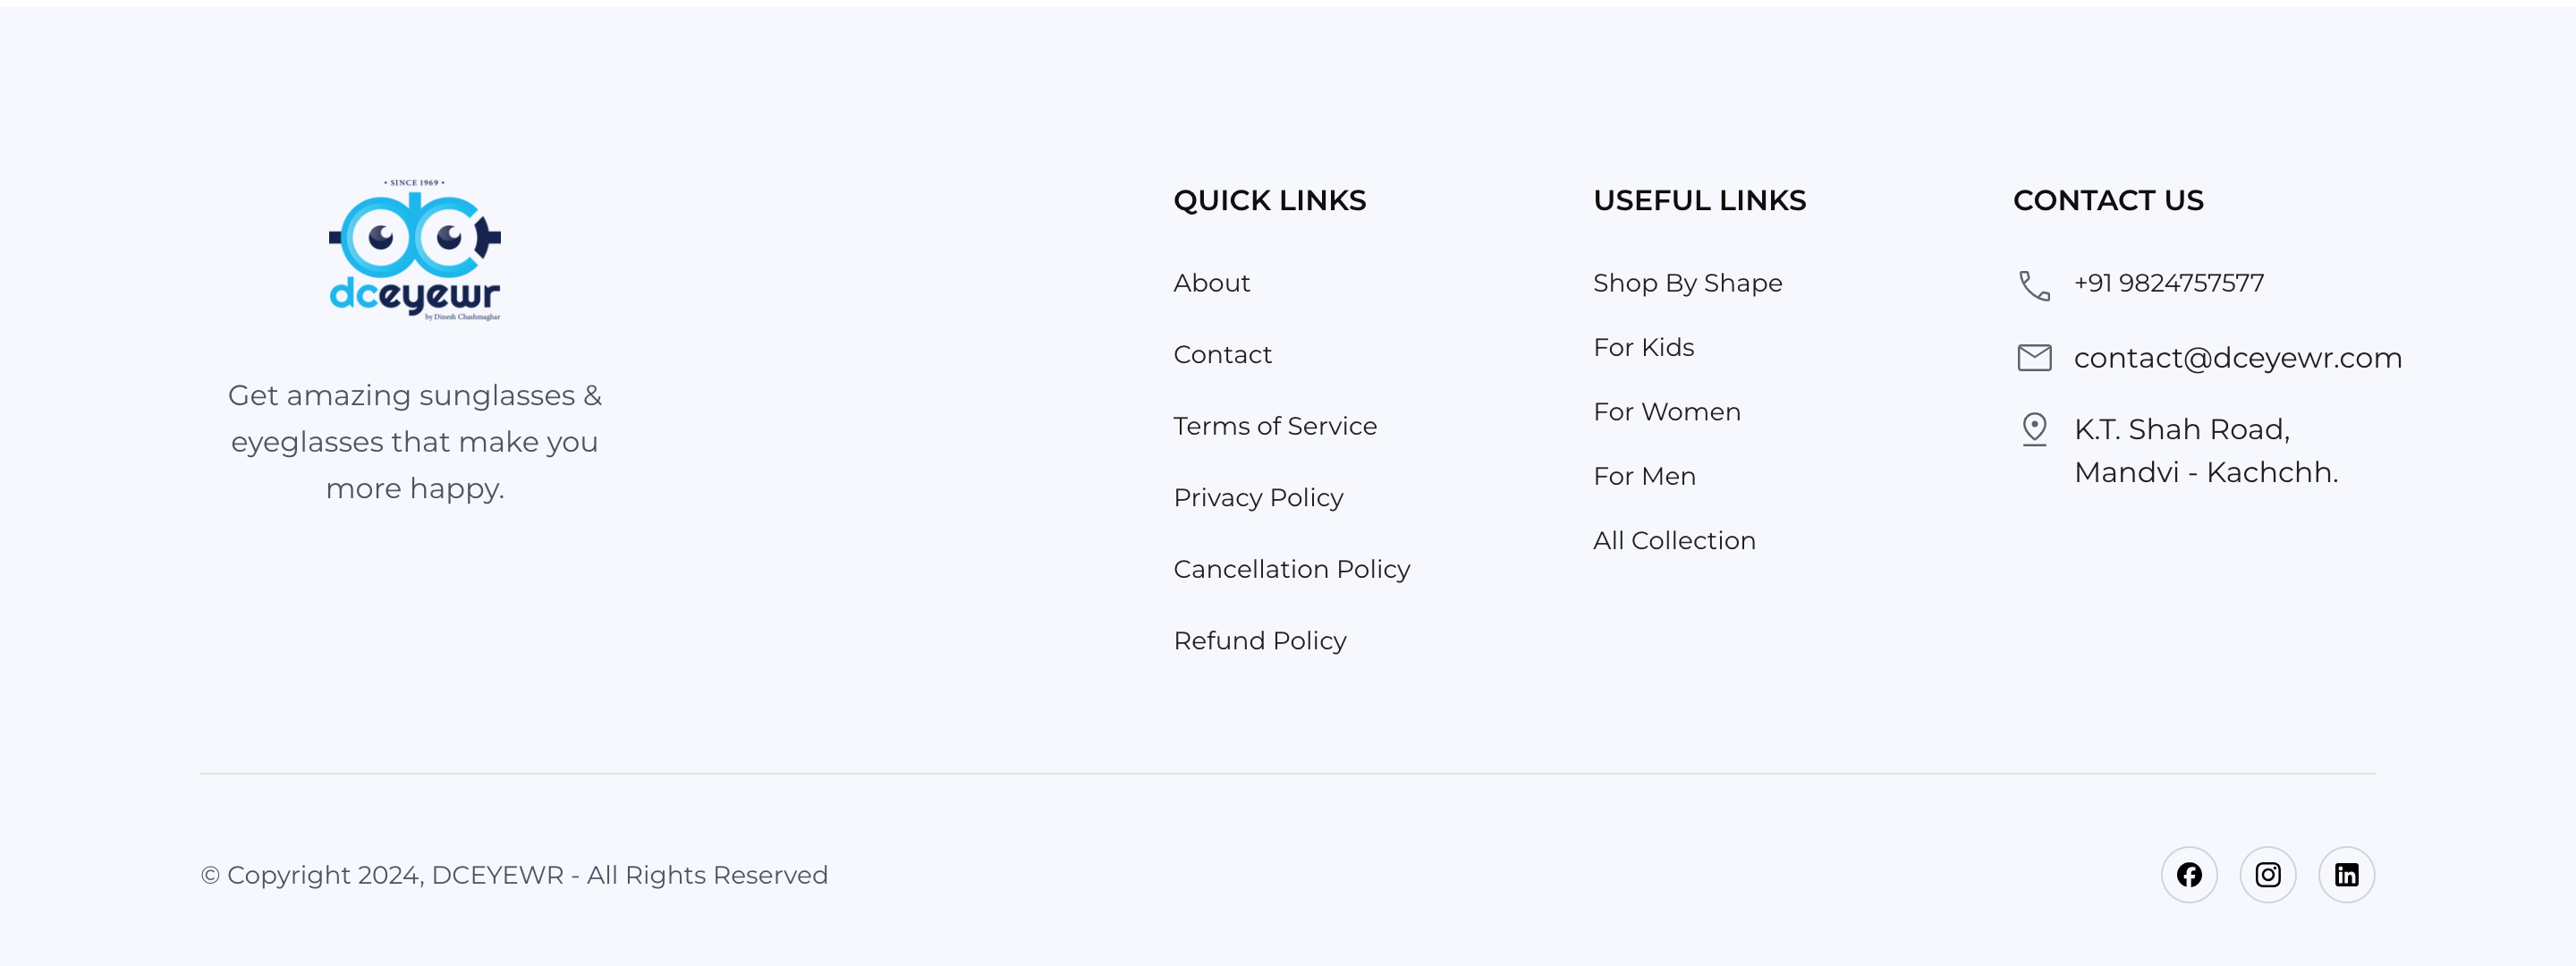 • SINCE 1969 •
dc
dceyewr
by Dinesh Chashmaghar
Get amazing sunglasses &
eyeglasses that make you
more happy.
QUICK LINKS
About
Contact
Terms of Service
Privacy Policy
Cancellation Policy
Refund Policy
USEFUL LINKS
Shop By Shape
For Kids
For Women
For Men
All Collection
CONTACT US
+91 9824757577
contact@dceyewr.com
K.T. Shah Road,
Mandvi - Kachchh.
© Copyright 2024, DCEYEWR - All Rights Reserved